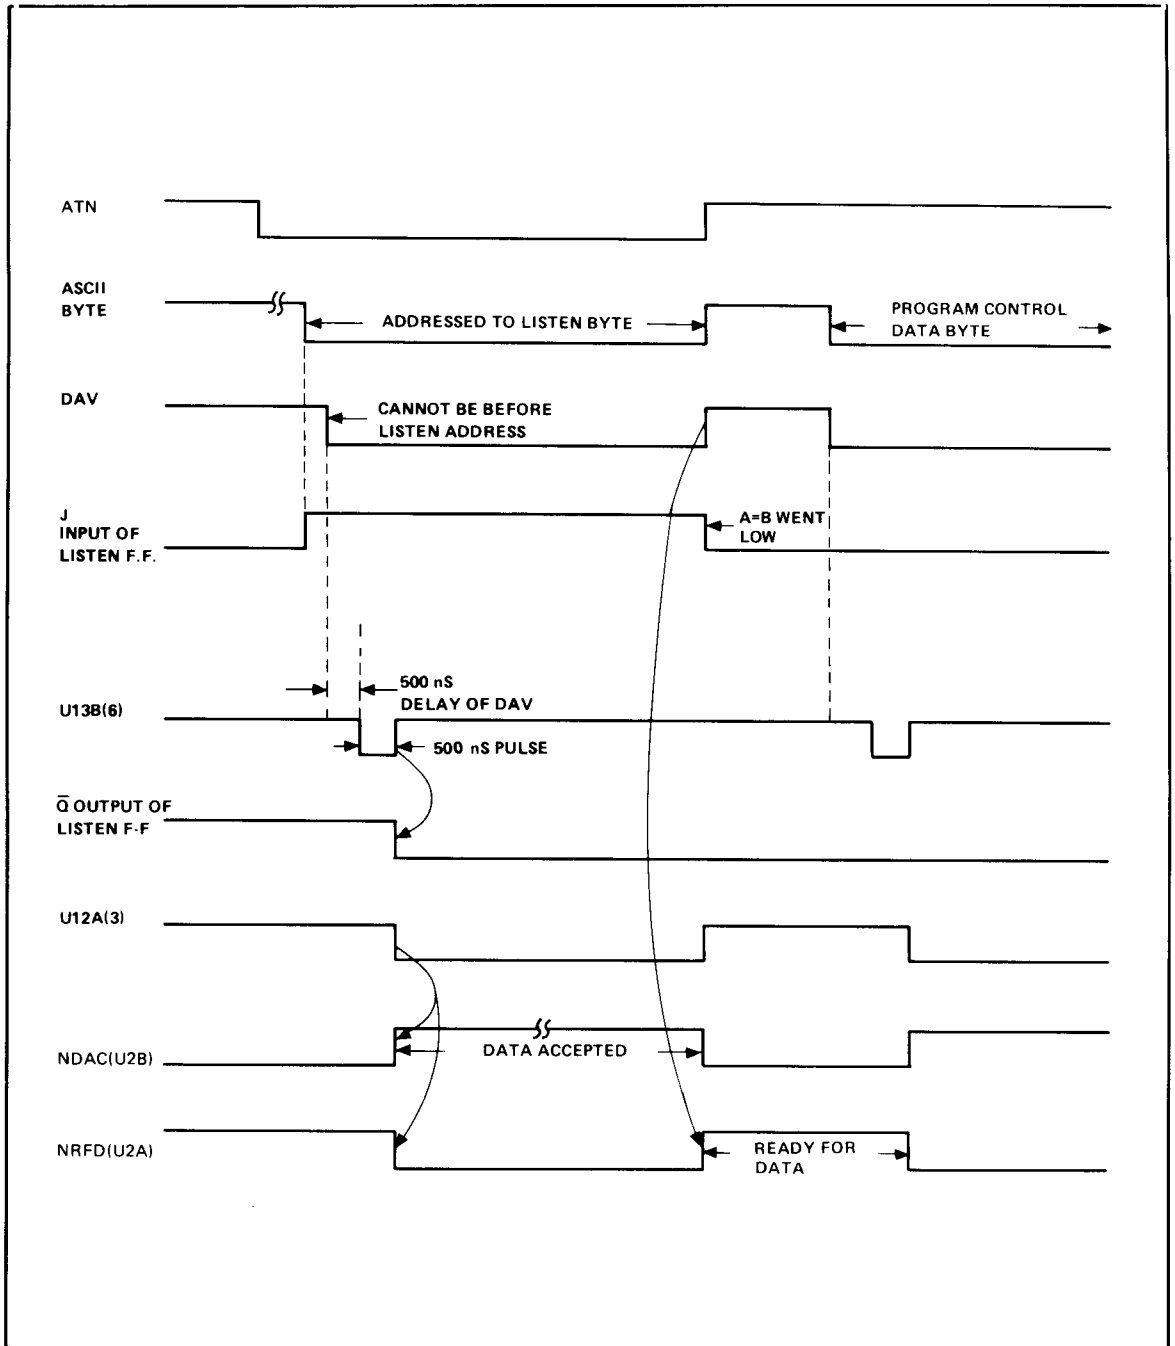 ATN
ASCII
BYTE
ADDRESSED TO LISTEN BYTE
PROGRAM CONTROL
DATA BYTE
DAV
CANNOT BE BEFORE
LISTEN ADDRESS
J
INPUT OF
LISTEN F.F.
A=B WENT
LOW
500 nS
DELAY OF DAV
U13B(6)
500 nS PULSE
Q̅ OUTPUT OF
LISTEN F-F
U12A(3)
NDAC(U2B)
DATA ACCEPTED
NRFD(U2A)
READY FOR
DATA